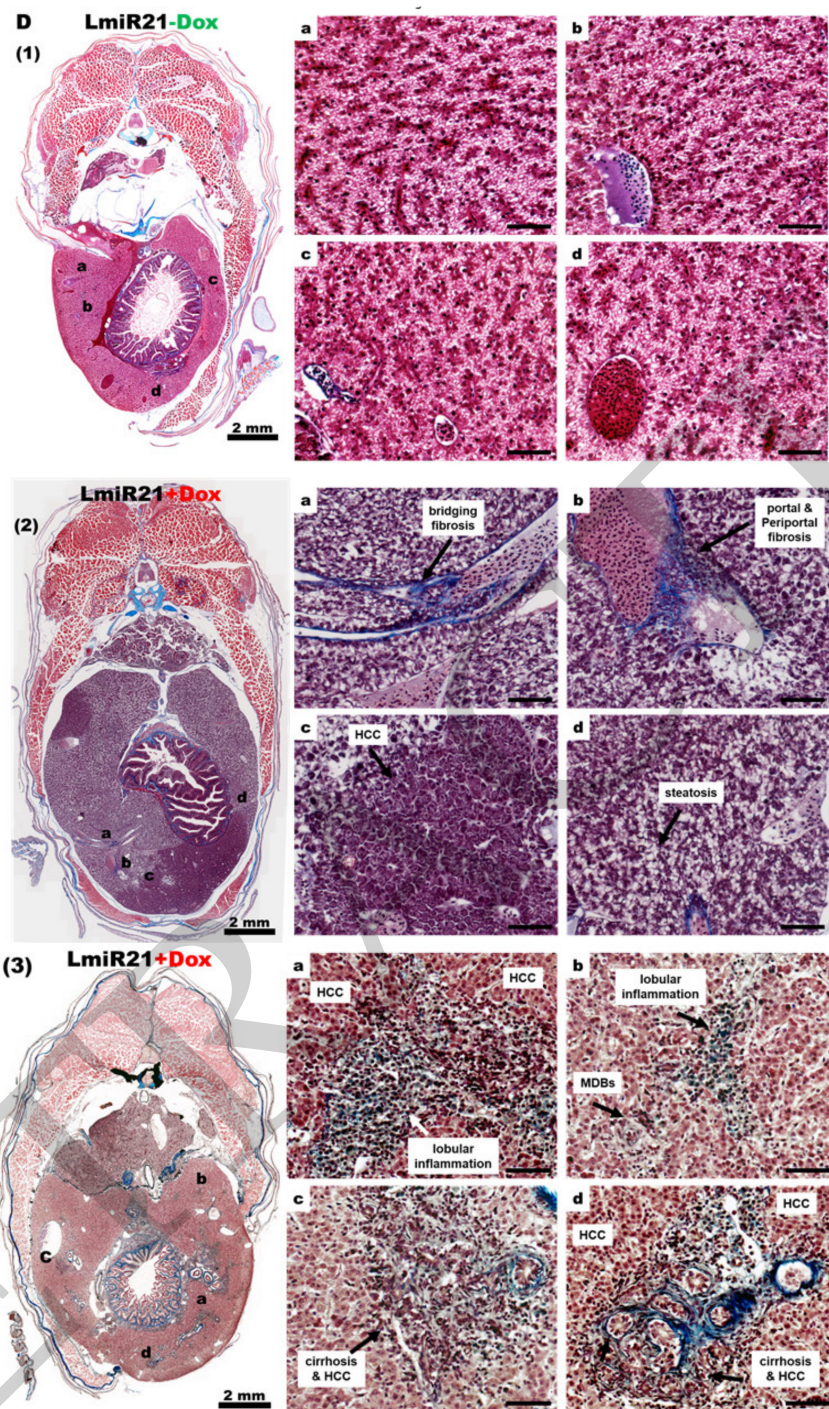 D LmiR21-Dox
(1)
a
b
c
d
2 mm
a
b
c
d
LmiR21+Dox
(2)
a
b
c
d
2 mm
a
bridging
fibrosis
b
portal &
Periportal
fibrosis
c
HCC
d
steatosis
LmiR21+Dox
(3)
b
C
a
d
2 mm
a
HCC
HCC
lobular
inflammation
b
lobular
inflammation
MDBs
c
cirrhosis
& HCC
d
HCC
HCC
cirrhosis
& HCC